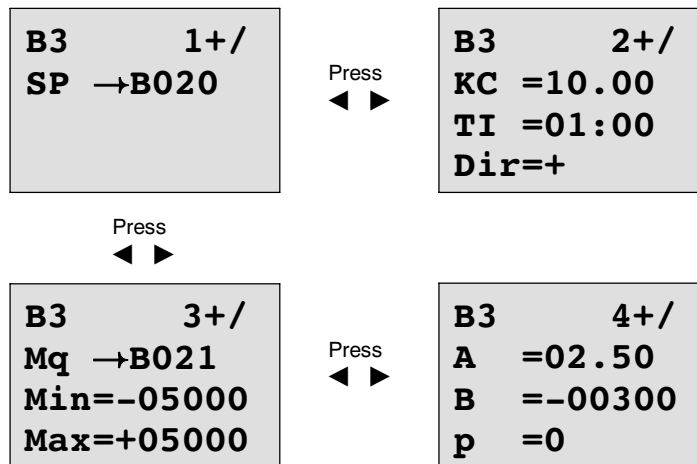 B3 1+/
SP →B020
Press
◀ ▶
B3 2+/
KC =10.00
TI =01:00
Dir=+
Press
◀ ▶
B3 3+/
Mq →B021
Min=-05000
Max=+05000
Press
◀ ▶
B3 4+/
A =02.50
B =-00300
p =0